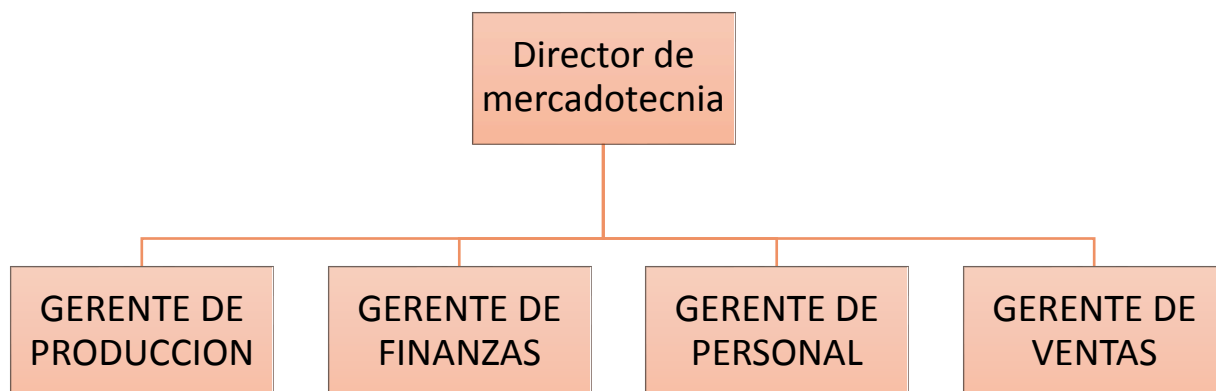 Director de
mercadotecnia
GERENTE DE
PRODUCCION
GERENTE DE
FINANZAS
GERENTE DE
PERSONAL
GERENTE DE
VENTAS